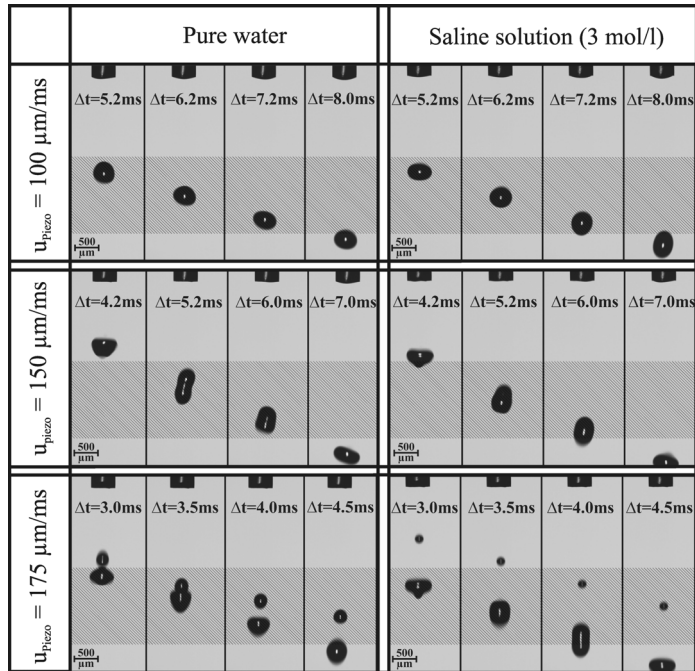 Pure water
Saline solution (3 mol/l)
u_Piezo = 100 µm/ms
Δt=5.2ms Δt=6.2ms Δt=7.2ms Δt=8.0ms
Δt=5.2ms Δt=6.2ms Δt=7.2ms Δt=8.0ms
500 µm
500 µm
u_piezo = 150 µm/ms
Δt=4.2ms Δt=5.2ms Δt=6.0ms Δt=7.0ms
Δt=4.2ms Δt=5.2ms Δt=6.0ms Δt=7.0ms
500 µm
500 µm
u_Piezo = 175 µm/ms
Δt=3.0ms Δt=3.5ms Δt=4.0ms Δt=4.5ms
Δt=3.0ms Δt=3.5ms Δt=4.0ms Δt=4.5ms
500 µm
500 µm